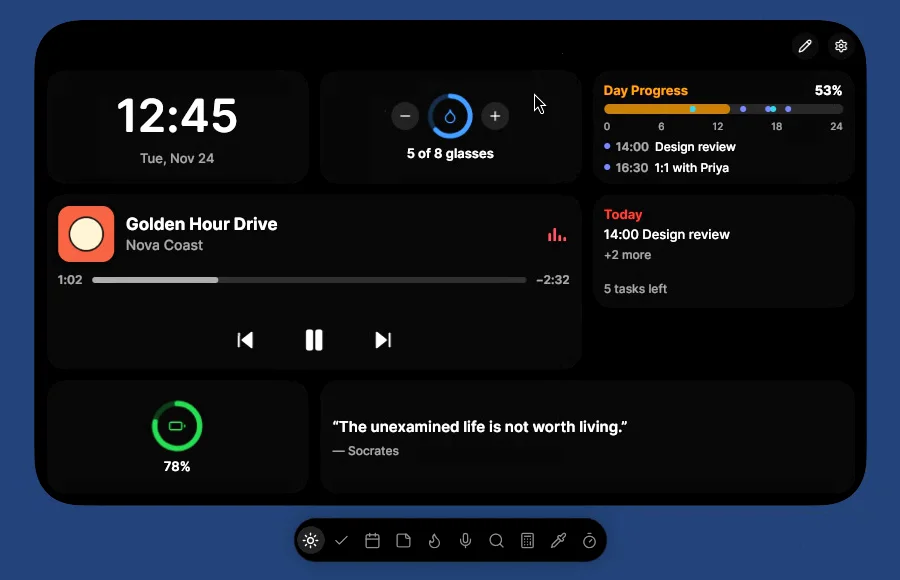 12:45
Tue, Nov 24
5 of 8 glasses
Day Progress 53%
0 6 12 18 24
14:00 Design review
16:30 1:1 with Priya
Golden Hour Drive
Nova Coast
1:02 −2:32
Today
14:00 Design review
+2 more
5 tasks left
78%
“The unexamined life is not worth living.”
— Socrates